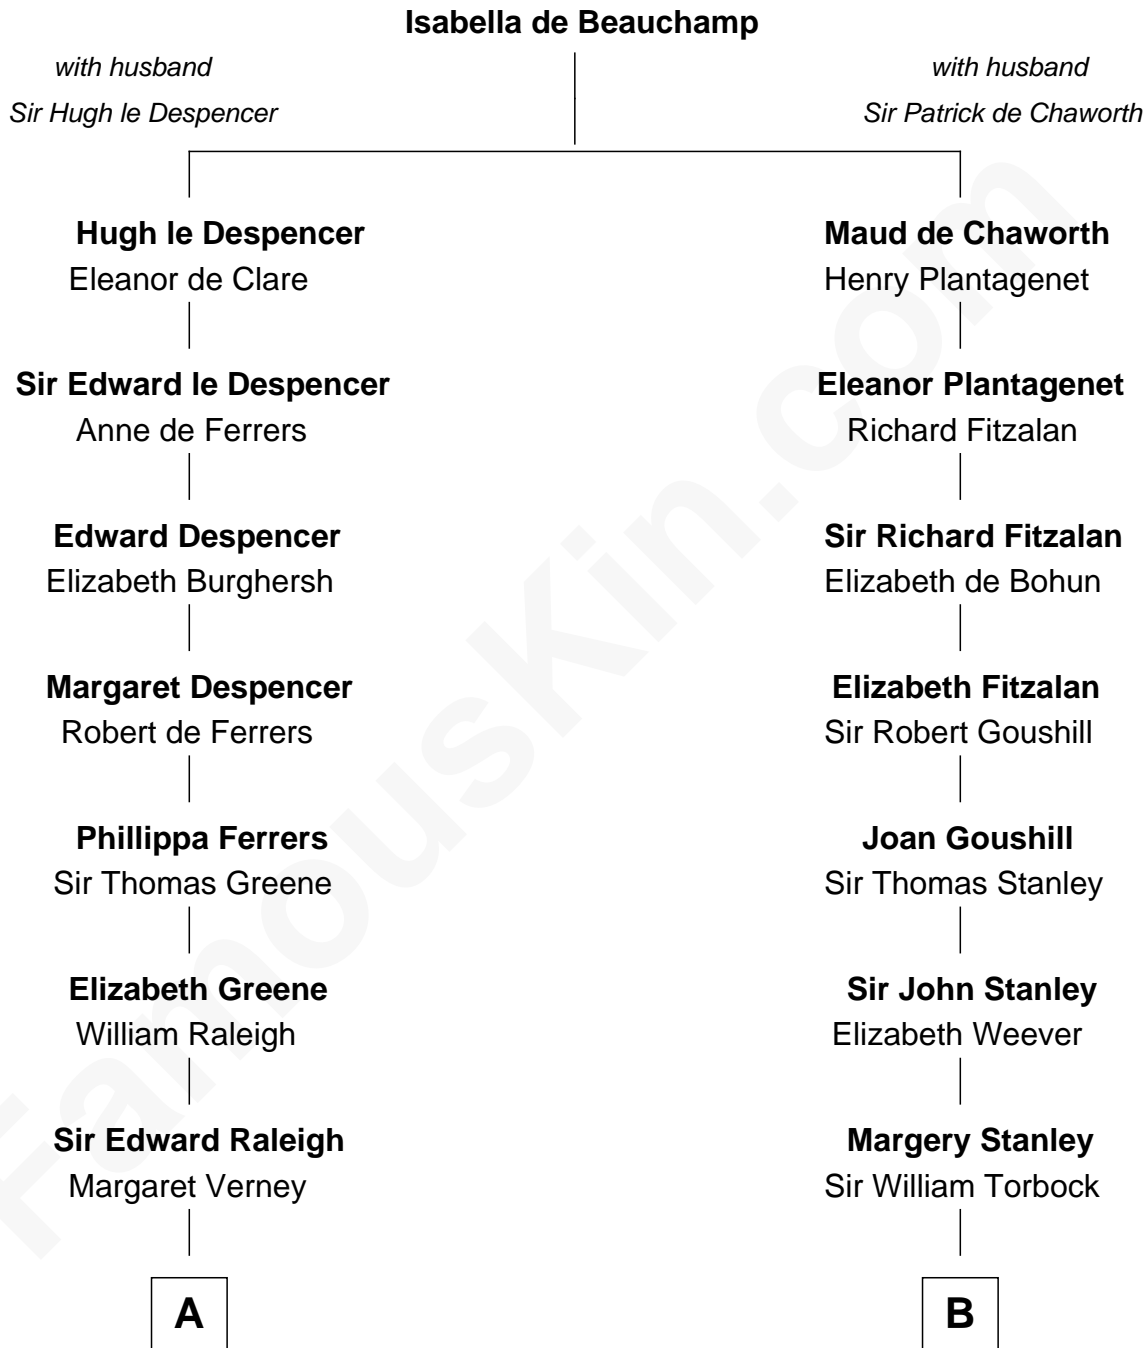 Isabella de Beauchamp
with husband
Sir Hugh le Despencer
with husband
Sir Patrick de Chaworth
Hugh le Despencer
Eleanor de Clare
Maud de Chaworth
Henry Plantagenet
Sir Edward le Despencer
Anne de Ferrers
Eleanor Plantagenet
Richard Fitzalan
Edward Despencer
Elizabeth Burghersh
Sir Richard Fitzalan
Elizabeth de Bohun
Margaret Despencer
Robert de Ferrers
Elizabeth Fitzalan
Sir Robert Goushill
Phillippa Ferrers
Sir Thomas Greene
Joan Goushill
Sir Thomas Stanley
Elizabeth Greene
William Raleigh
Sir John Stanley
Elizabeth Weever
Sir Edward Raleigh
Margaret Verney
Margery Stanley
Sir William Torbock
A
B
FamousKin.com